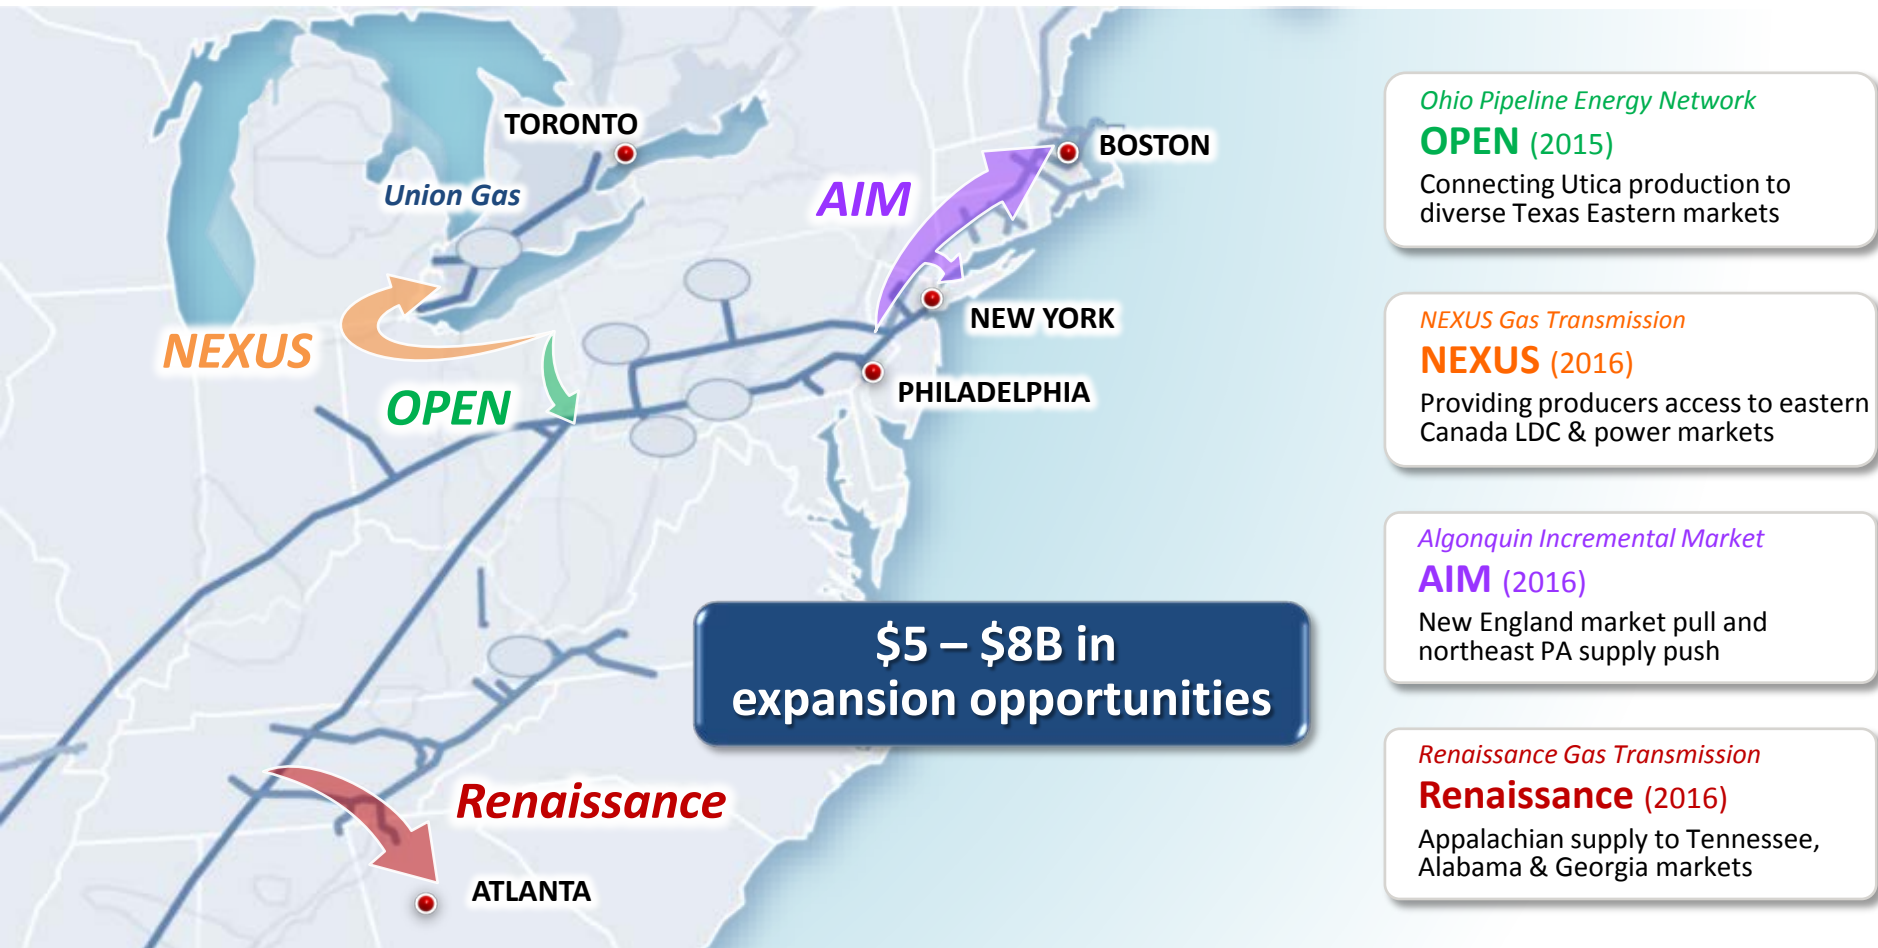 TORONTO
Union Gas
BOSTON
AIM
NEXUS
NEW YORK
OPEN
PHILADELPHIA
$5 – $8B in
expansion opportunities
Renaissance
ATLANTA
Ohio Pipeline Energy Network
OPEN (2015)
Connecting Utica production to
diverse Texas Eastern markets
NEXUS Gas Transmission
NEXUS (2016)
Providing producers access to eastern
Canada LDC & power markets
Algonquin Incremental Market
AIM (2016)
New England market pull and
northeast PA supply push
Renaissance Gas Transmission
Renaissance (2016)
Appalachian supply to Tennessee,
Alabama & Georgia markets